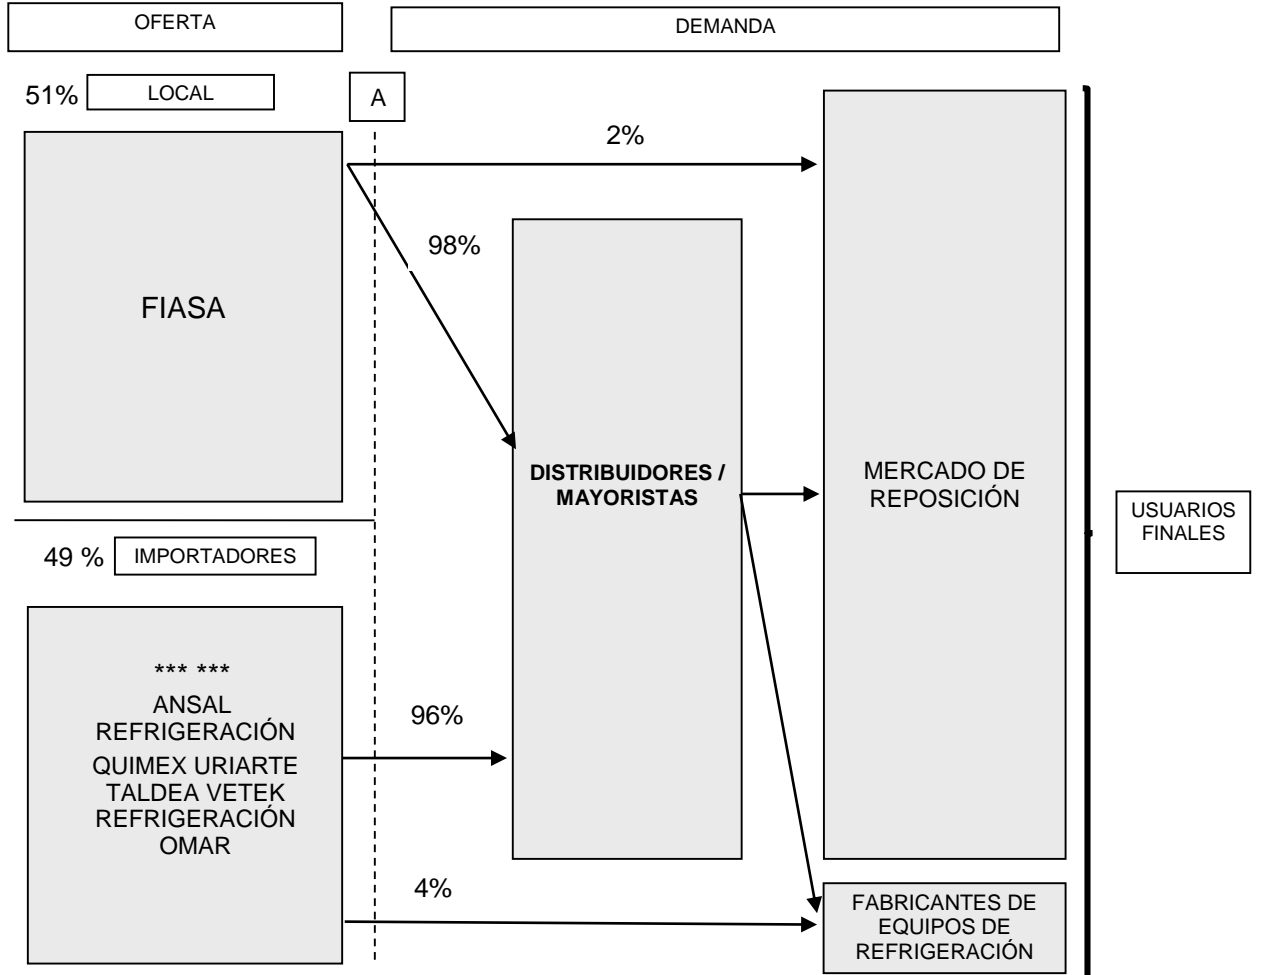 OFERTA
DEMANDA
51%
LOCAL
A
2%
98%
FIASA
DISTRIBUIDORES /
MAYORISTAS
MERCADO DE
REPOSICIÓN
USUARIOS
FINALES
49 %
IMPORTADORES
*** ***
ANSAL
REFRIGERACIÓN
QUIMEX URIARTE
TALDEA VETEK
REFRIGERACIÓN
OMAR
96%
4%
FABRICANTES DE
EQUIPOS DE
REFRIGERACIÓN